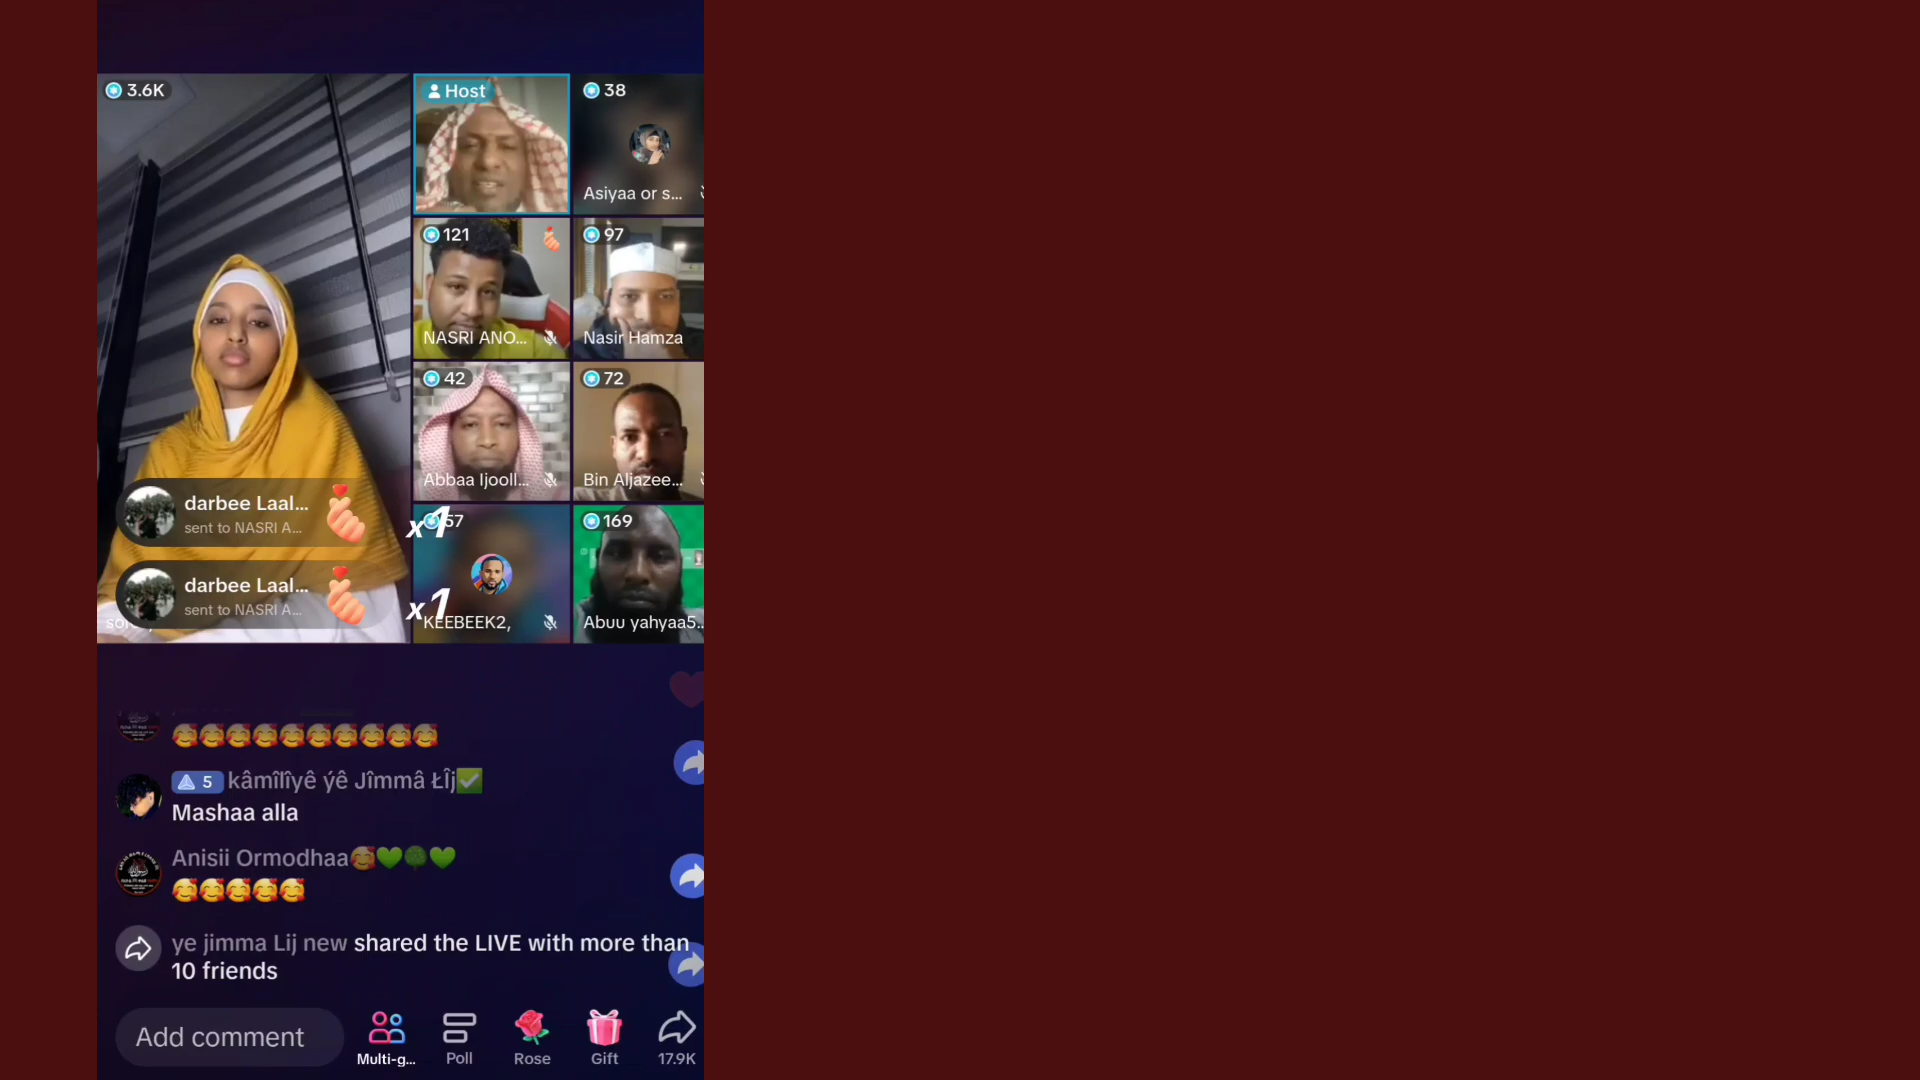 3.6K
Host
38
Asiyaa or s...
121
97
NASRI ANO...
Nasir Hamza
42
72
Abbaa Ijooll...
Bin Aljazee...
darbee Laal...
sent to NASRI A...
x1
57
169
darbee Laal...
sent to NASRI A...
x1
KEEBEEK2,
Abuu yahyaa5...
5 kâmîlîyê ýê Jîmmâ ŁÎj✅
Mashaa alla
Anisii Ormodhaa🥰💚🌳💚
🥰🥰🥰🥰🥰
ye jimma Lij new shared the LIVE with more than
10 friends
Add comment
Multi-g...
Poll
Rose
Gift
17.9K